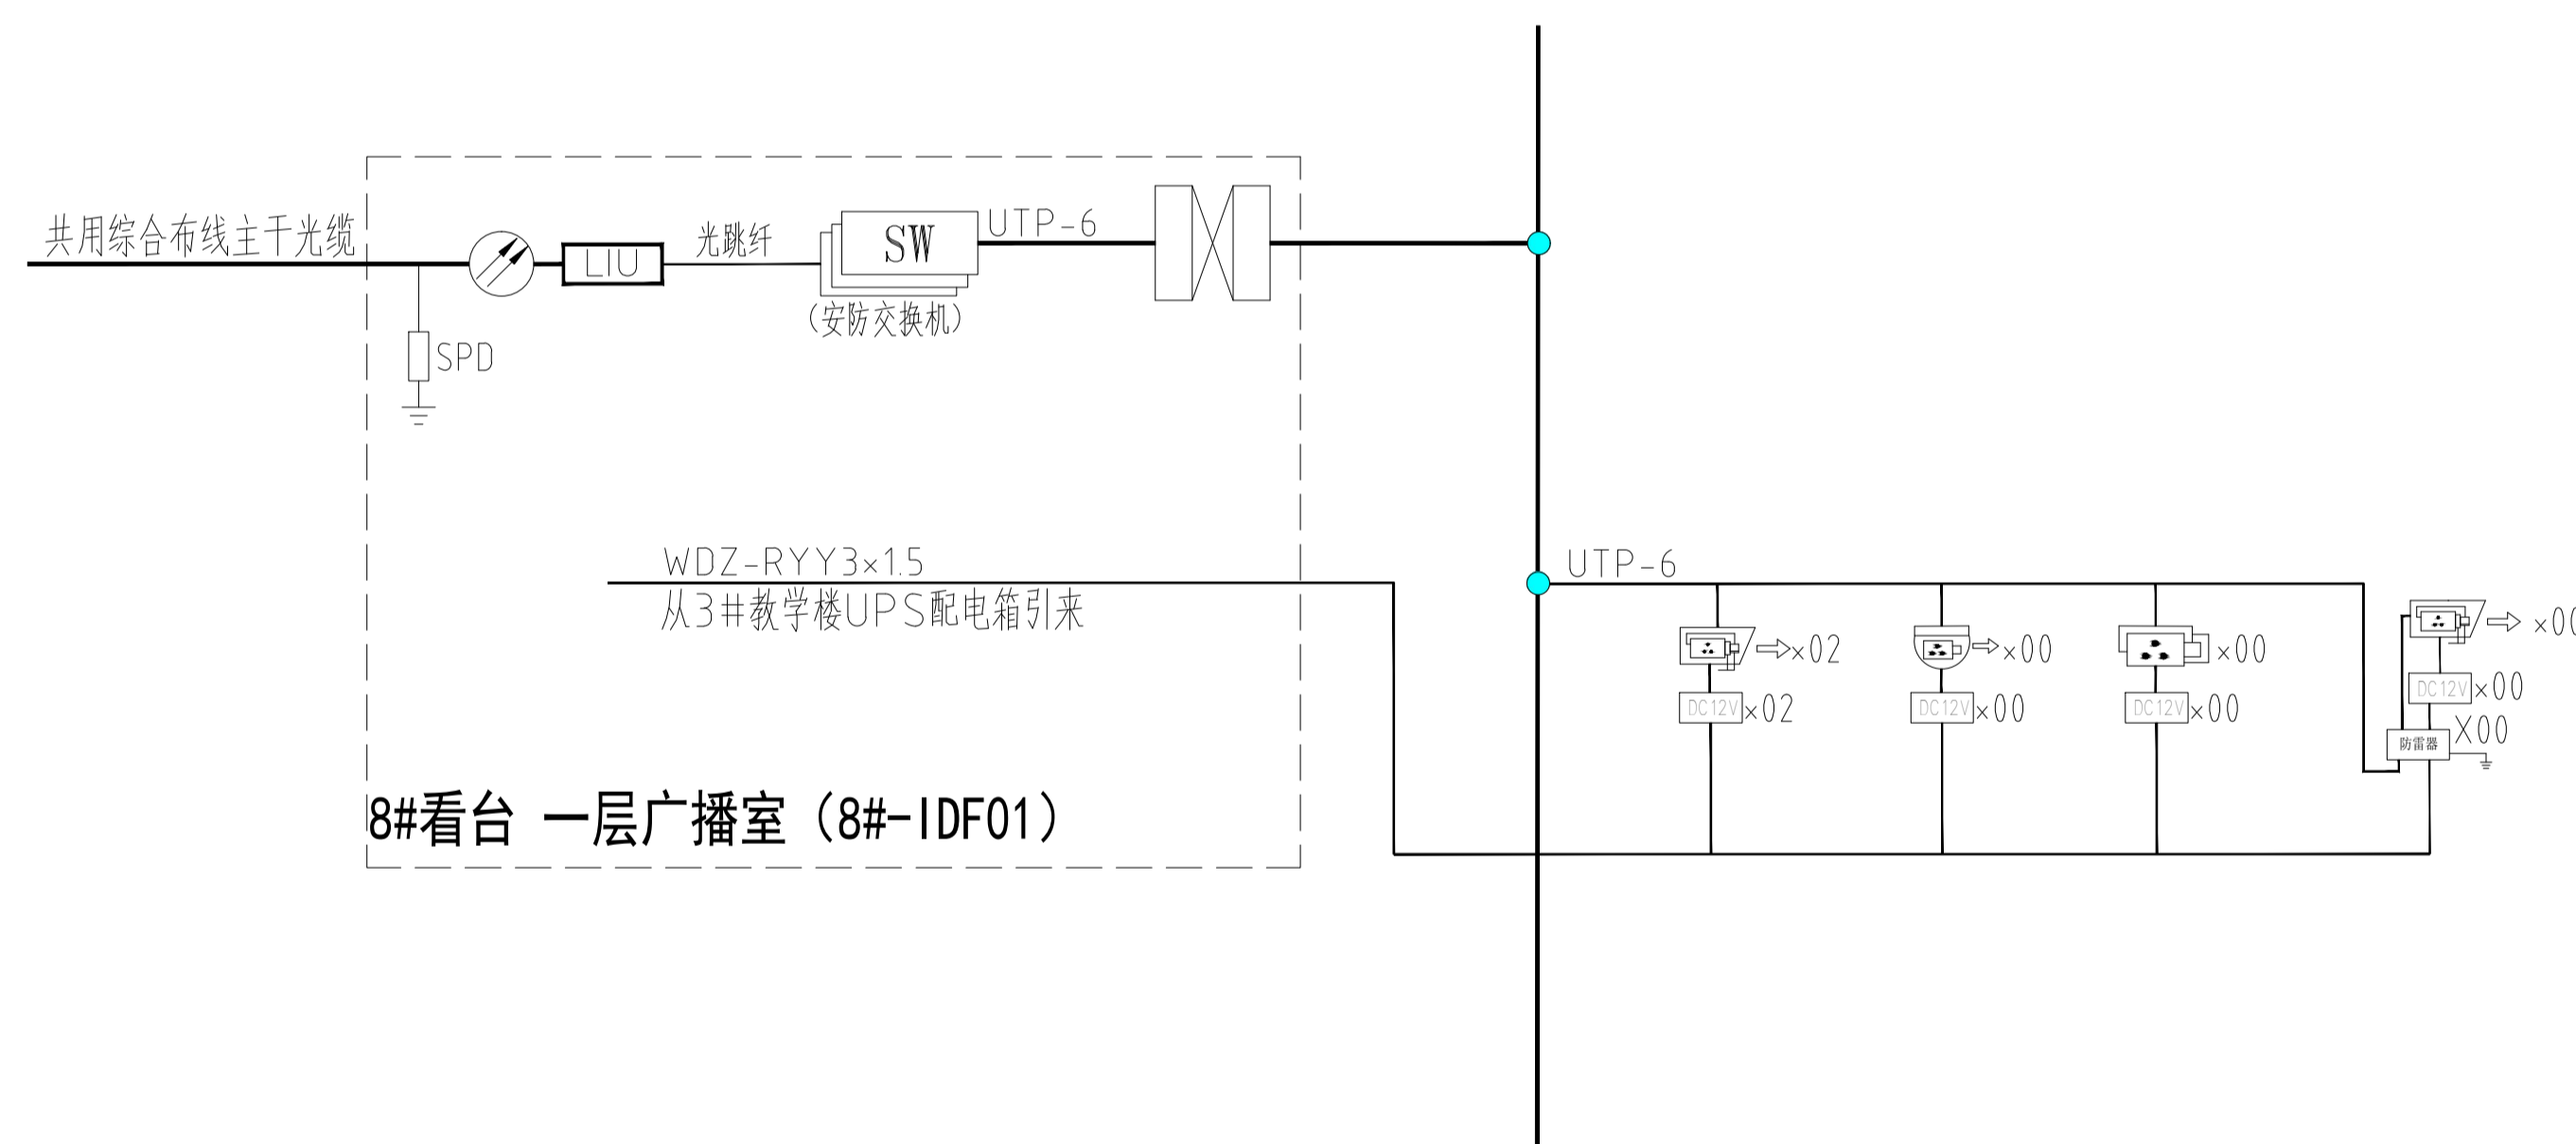 共用综合布线主干光缆
LIU
光跳纤
SW
(安防交换机)
UTP-6
SPD
WDZ-RYY3×1.5
从3#教学楼UPS配电箱引来
8#看台 一层广播室（8#-IDF01）
UTP-6
×02
DC12V ×02
×00
DC12V ×00
×00
DC12V ×00
×00
DC12V ×00
防雷器 X00